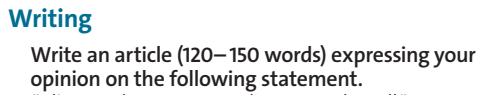 Writing
Write an article (120–150 words) expressing your
opinion on the following statement.